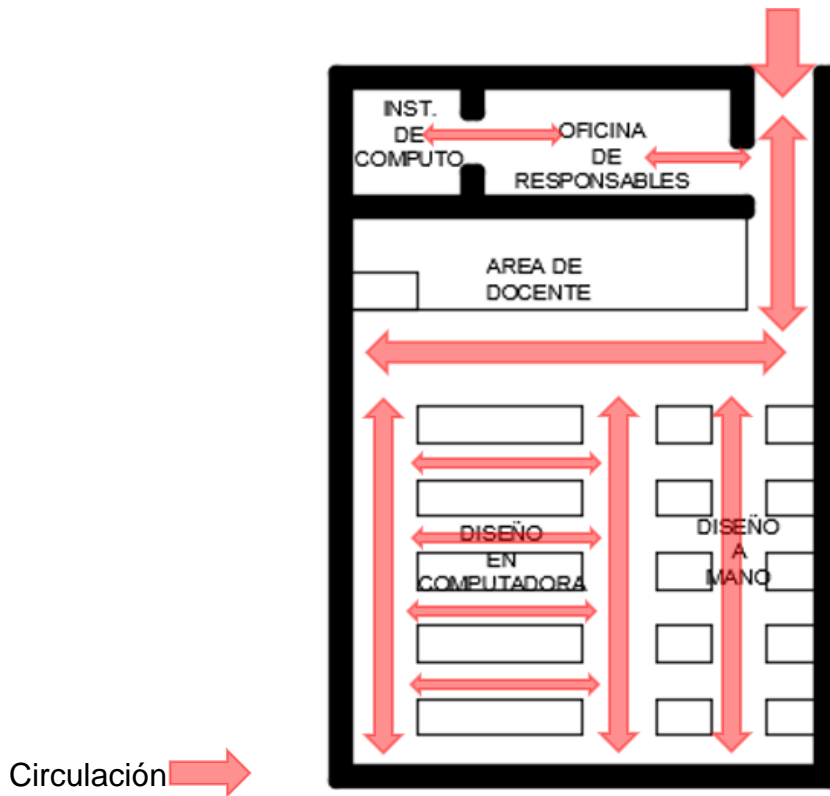 INST.
DE
COMPUTO
OFICINA
DE
RESPONSABLES
AREA DE
DOCENTE
DISEÑO
EN
COMPUTADORA
DISEÑO
A
MANO
Circulación